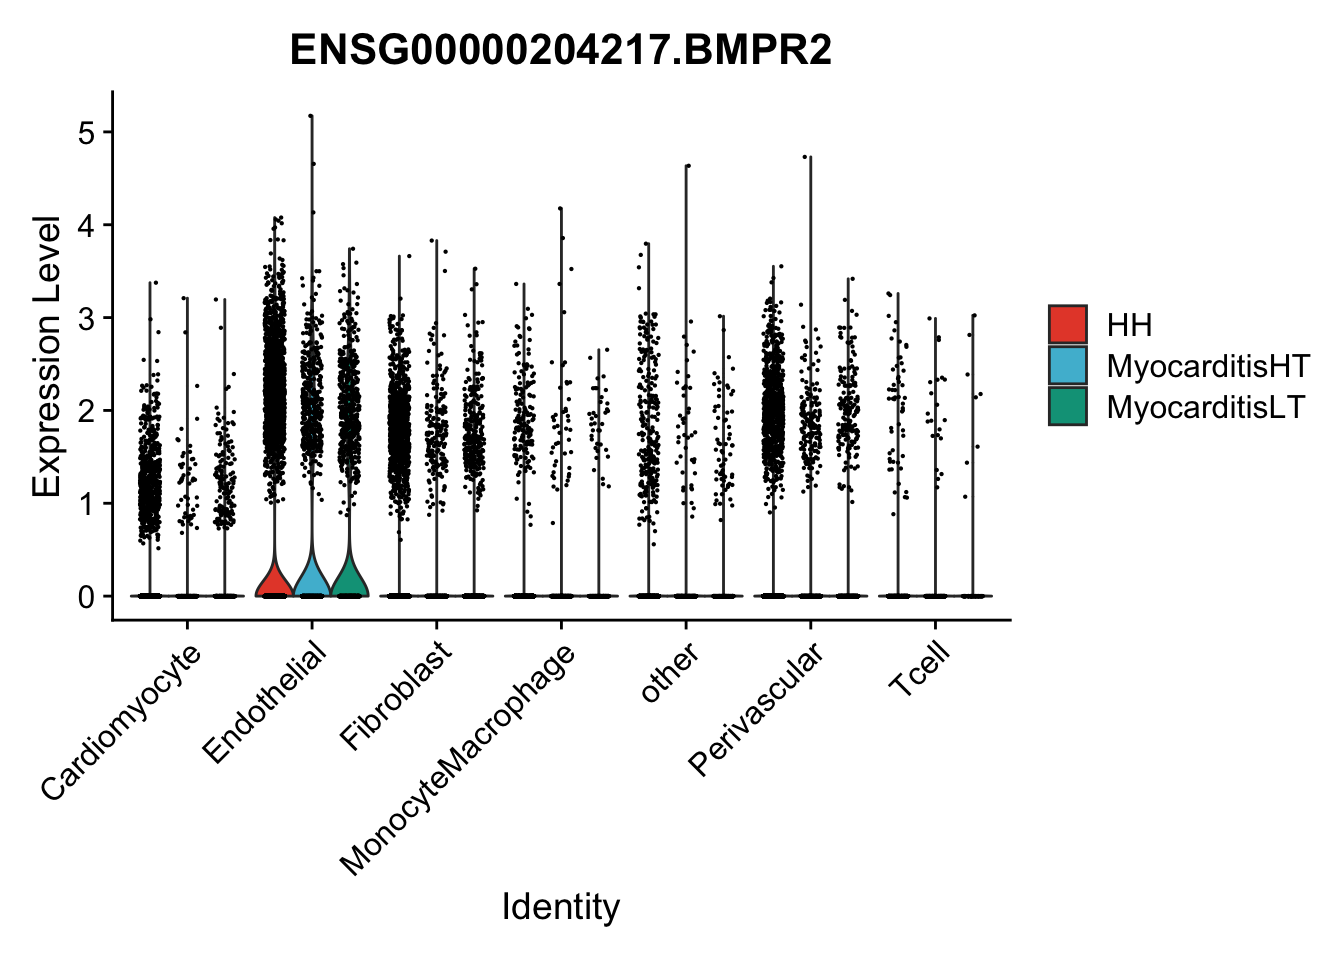 ENSG00000204217.BMPR2
Expression Level
5
4
3
2
1
0
Cardiomyocyte
Endothelial
Fibroblast
MonocyteMacrophage
other
Perivascular
Tcell
Identity
HH
MyocarditisHT
MyocarditisLT